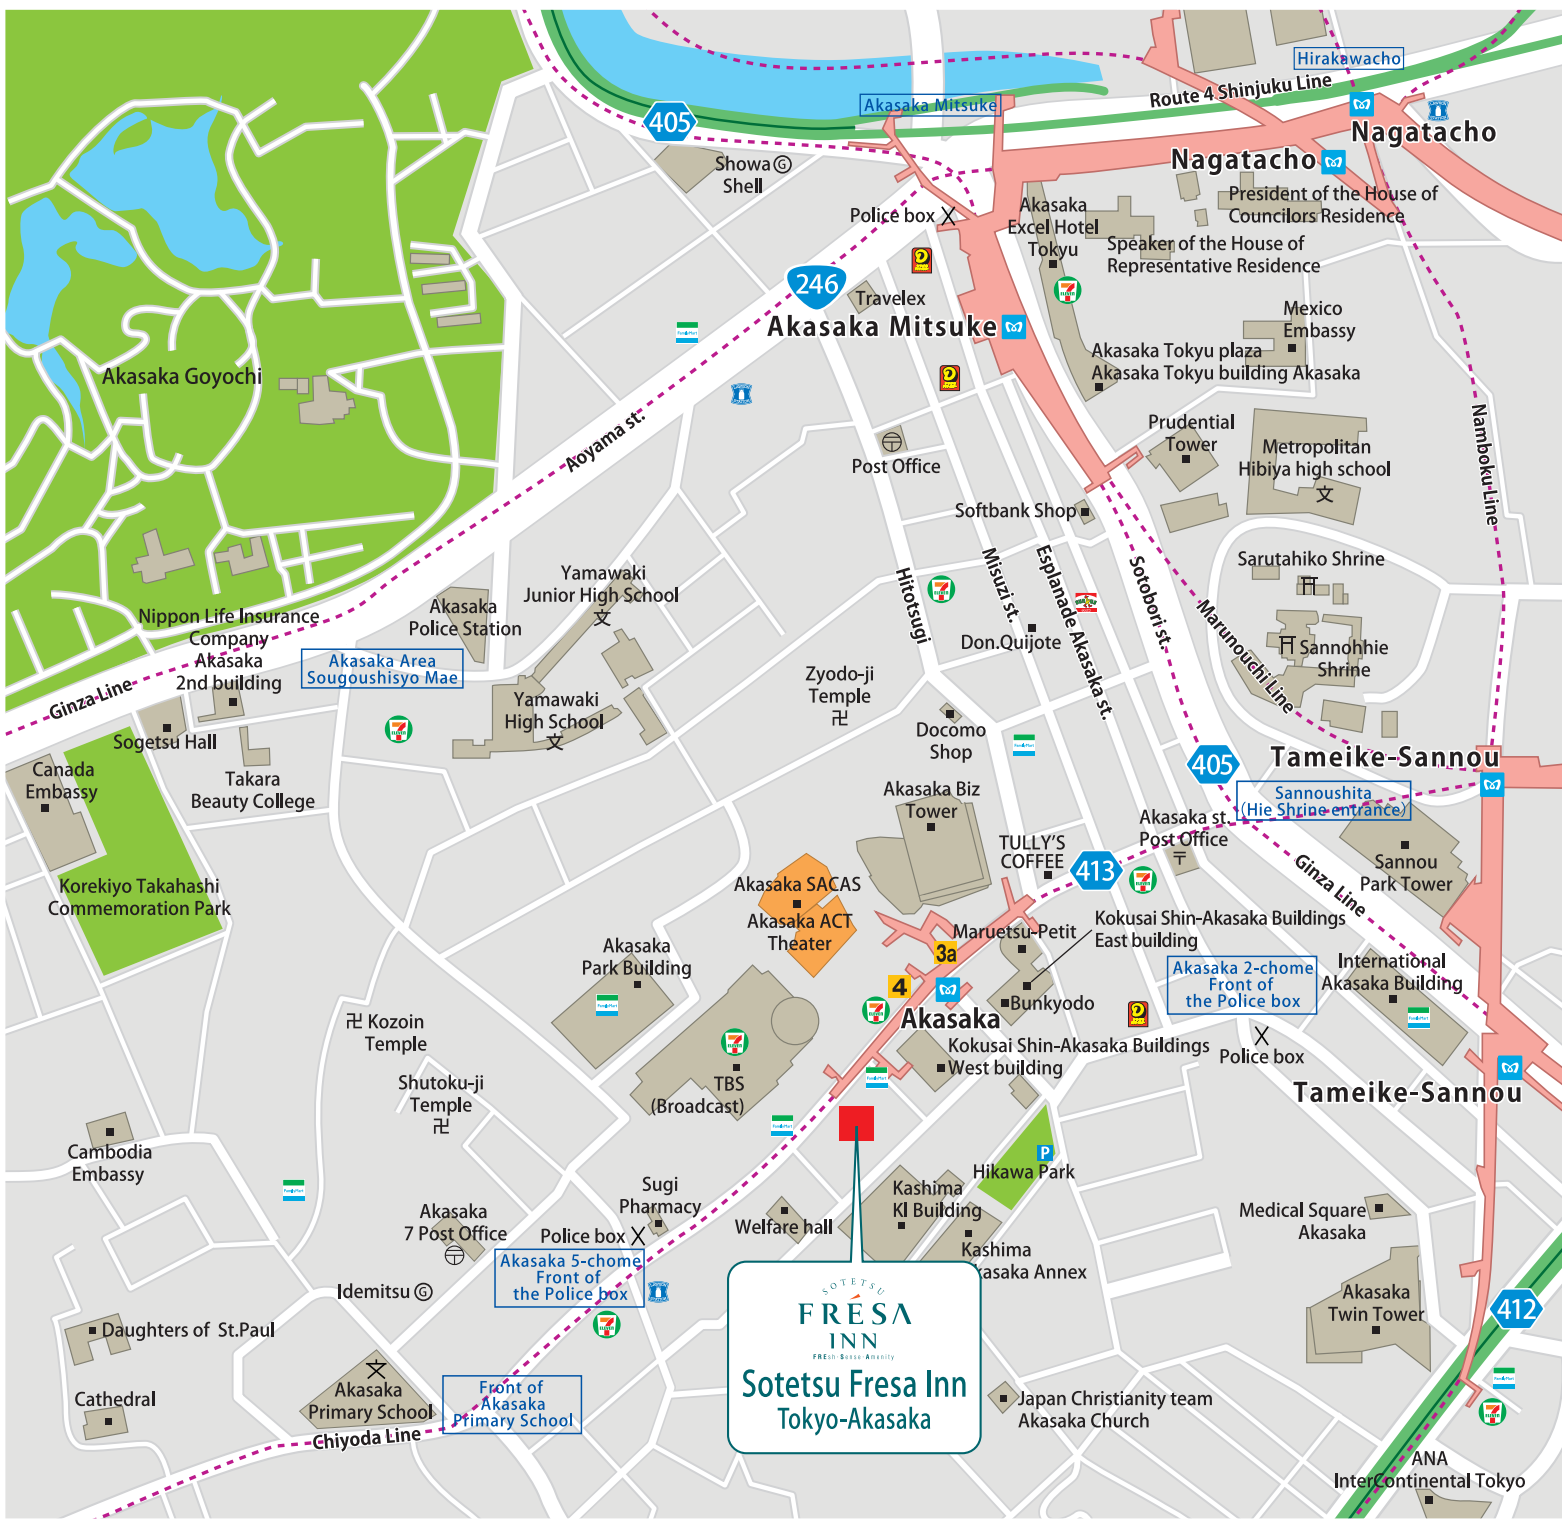 Hirakawacho
Route 4 Shinjuku Line
Akasaka Mitsuke
405
Nagatacho
Nagatacho
Showa G
Shell
President of the House of
Councilors Residence
Police box
Akasaka
Excel Hotel
Tokyu
Speaker of the House of
Representative Residence
246
Travelex
Akasaka Mitsuke
Mexico
Embassy
Akasaka Tokyu plaza
Akasaka Tokyu building Akasaka
Akasaka Goyochi
Aoyama st.
Post Office
Prudential
Tower
Metropolitan
Hibiya high school
文
Namboku Line
Softbank Shop
Hitotsugi
Misuzi st.
Esplanade Akasaka st.
Sotobori st.
Marunouchi Line
Sarutahiko Shrine
Sannohhie
Shrine
Yamawaki
Junior High School
文
Akasaka
Police Station
Nippon Life Insurance
Company
Akasaka
2nd building
Akasaka Area
Sougoushisyo Mae
Ginza Line
Don.Quijote
Zyodo-ji
Temple
卍
Yamawaki
High School
文
Docomo
Shop
Sogetsu Hall
Canada
Embassy
Takara
Beauty College
Tameike-Sannou
405
Sannoushita
(Hie Shrine entrance)
Akasaka Biz
Tower
Akasaka st.
Post Office
〒
TULLY'S
COFFEE
413
Sannou
Park Tower
Ginza Line
Korekiyo Takahashi
Commemoration Park
Akasaka SACAS
Akasaka ACT
Theater
Kokusai Shin-Akasaka Buildings
East building
Maruetsu-Petit
3a
4
Akasaka
Park Building
Akasaka 2-chome
Front of
the Police box
International
Akasaka Building
Bunkyodo
Akasaka
卍 Kozoin
Temple
Kokusai Shin-Akasaka Buildings
West building
Police box
Tameike-Sannou
TBS
(Broadcast)
Shutoku-ji
Temple
卍
Cambodia
Embassy
P
Hikawa Park
Kashima
KI Building
Sugi
Pharmacy
Welfare hall
Akasaka
7 Post Office
Police box
Akasaka 5-chome
Front of
the Police box
Kashima
kasaka Annex
Medical Square
Akasaka
Idemitsu G
Akasaka
Twin Tower
412
SOTETSU
FRÉSA
INN
FREsh·Sense·Amenity
Sotetsu Fresa Inn
Tokyo-Akasaka
Daughters of St.Paul
Cathedral
文
Akasaka
Primary School
Front of
Akasaka
Primary School
Chiyoda Line
Japan Christianity team
Akasaka Church
ANA
InterContinental Tokyo